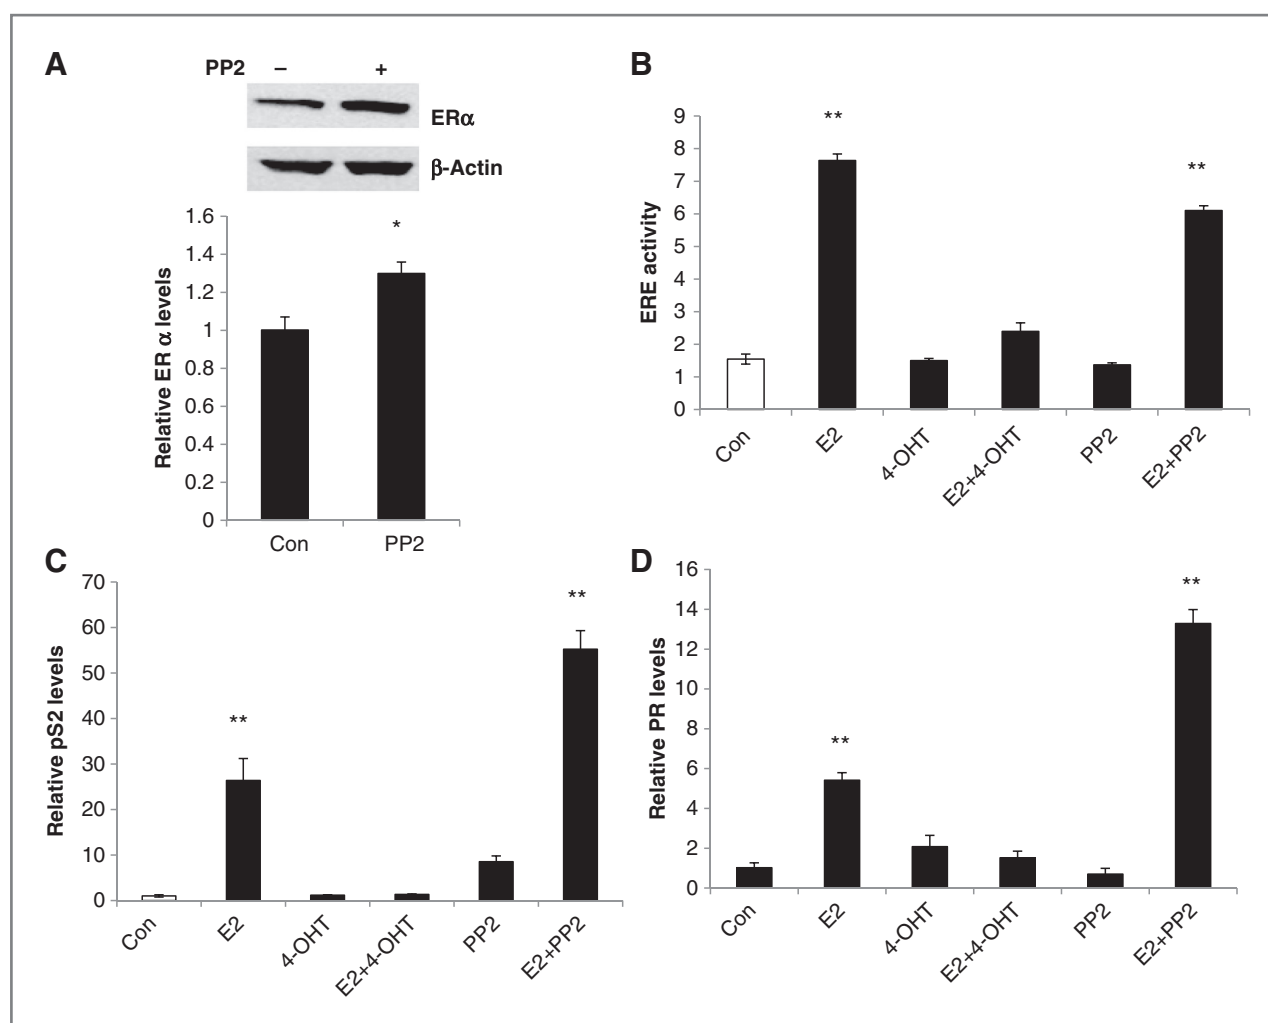 A
PP2 – +
ERα
β-Actin
Relative ER α levels
1.6
1.4
1.2
1
0.8
0.6
0.4
0.2
0
*
Con PP2
B
ERE activity
9
8
7
6
5
4
3
2
1
0
**
**
Con E2 4-OHT E2+4-OHT PP2 E2+PP2
C
Relative pS2 levels
70
60
50
40
30
20
10
0
**
**
Con E2 4-OHT E2+4-OHT PP2 E2+PP2
D
Relative PR levels
16
14
12
10
8
6
4
2
0
**
**
Con E2 4-OHT E2+4-OHT PP2 E2+PP2